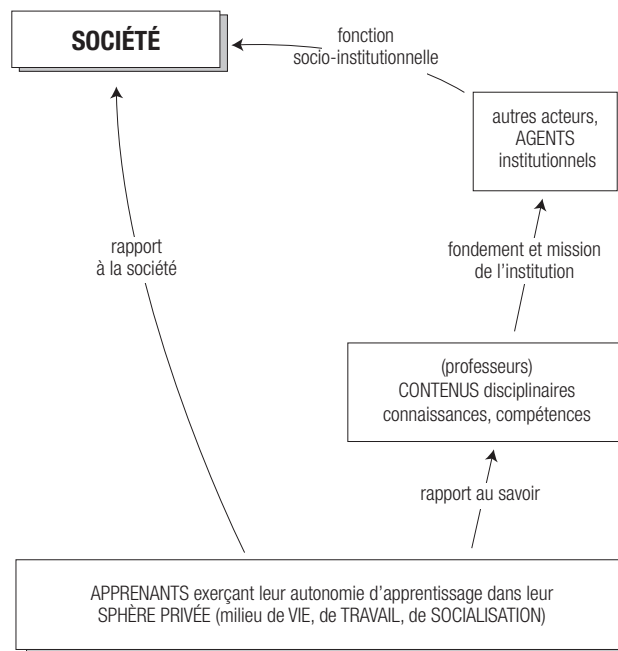 SOCIÉTÉ
fonction
socio-institutionnelle
autres acteurs,
AGENTS
institutionnels
rapport
à la société
fondement et mission
de l'institution
(professeurs)
CONTENUS disciplinaires
connaissances, compétences
rapport au savoir
APPRENANTS exerçant leur autonomie d'apprentissage dans leur
SPHÈRE PRIVÉE (milieu de VIE, de TRAVAIL, de SOCIALISATION)